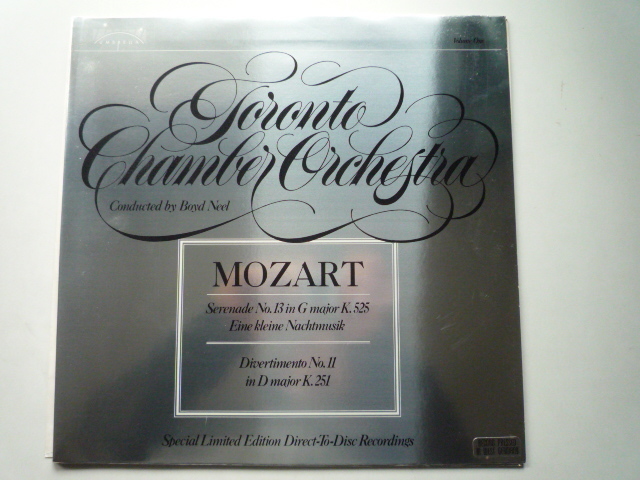 Volume One
Toronto
Chamber Orchestra
Conducted by Boyd Neel
MOZART
Serenade No. 13 in G major K. 525
Eine kleine Nachtmusik
Divertimento No. 11
in D major K. 251
Special Limited Edition Direct-To-Disc Recordings